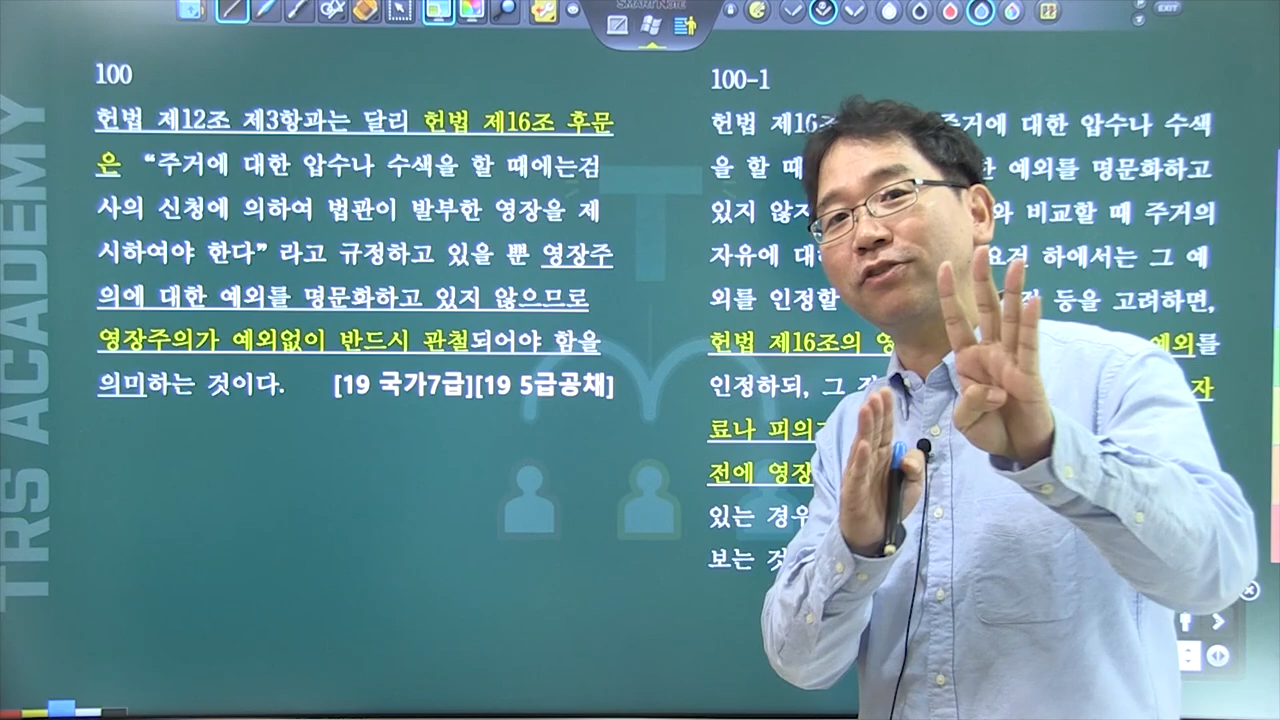 SMART NOTE
EXIT
TRS ACADEMY
100
헌법 제12조 제3항과는 달리 헌법 제16조 후문
은 “주거에 대한 압수나 수색을 할 때에는검
사의 신청에 의하여 법관이 발부한 영장을 제
시하여야 한다” 라고 규정하고 있을 뿐 영장주
의에 대한 예외를 명문화하고 있지 않으므로
영장주의가 예외없이 반드시 관철되어야 함을
의미하는 것이다. [19 국가7급][19 5급공채]
100-1
헌법 제16조 주거에 대한 압수나 수색
을 할 때 예외를 명문화하고
있지 않지 비교할 때 주거의
자유에 대 하에서는 그 예
외를 인정할 등을 고려하면,
헌법 제16조의 예외를
인정하되, 그 자
료나 피의
전에 영장
있는 경우
보는 것